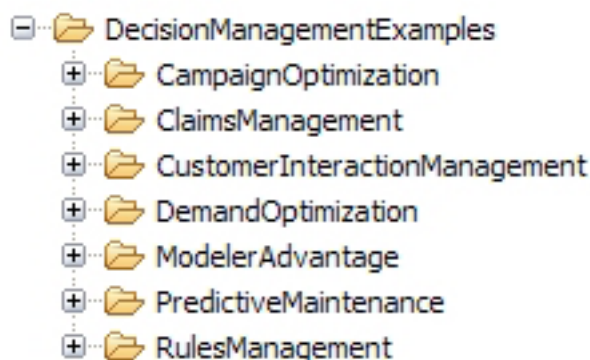 DecisionManagementExamples
CampaignOptimization
ClaimsManagement
CustomerInteractionManagement
DemandOptimization
ModelerAdvantage
PredictiveMaintenance
RulesManagement